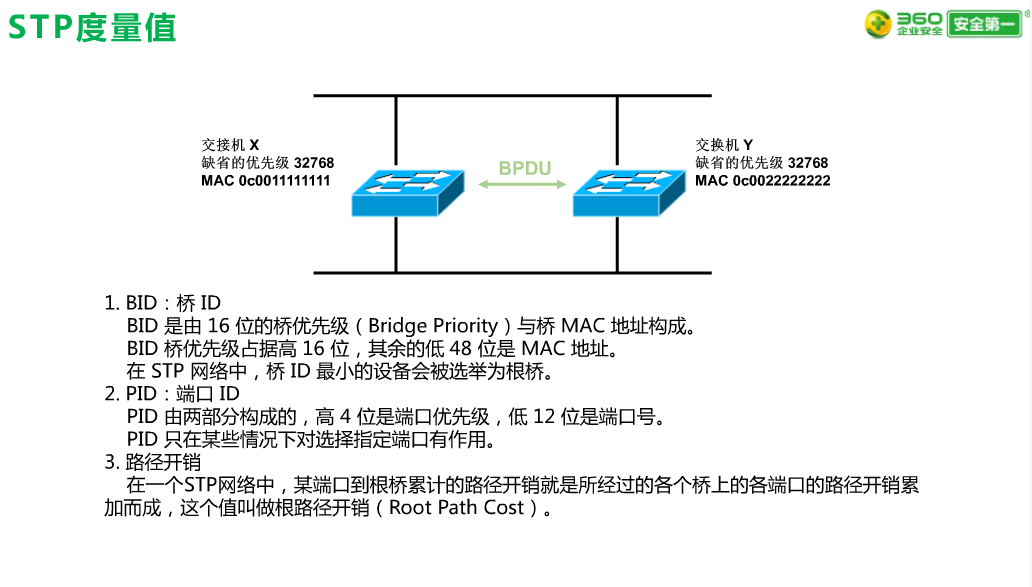 STP度量值
360
企业安全
安全第一
交接机 X
缺省的优先级 32768
MAC 0c0011111111
BPDU
交换机 Y
缺省的优先级 32768
MAC 0c0022222222
1. BID：桥 ID
BID 是由 16 位的桥优先级（Bridge Priority）与桥 MAC 地址构成。
BID 桥优先级占据高 16 位，其余的低 48 位是 MAC 地址。
在 STP 网络中，桥 ID 最小的设备会被选举为根桥。
2. PID：端口 ID
PID 由两部分构成的，高 4 位是端口优先级，低 12 位是端口号。
PID 只在某些情况下对选择指定端口有作用。
3. 路径开销
在一个STP网络中，某端口到根桥累计的路径开销就是所经过的各个桥上的各端口的路径开销累
加而成，这个值叫做根路径开销（Root Path Cost）。